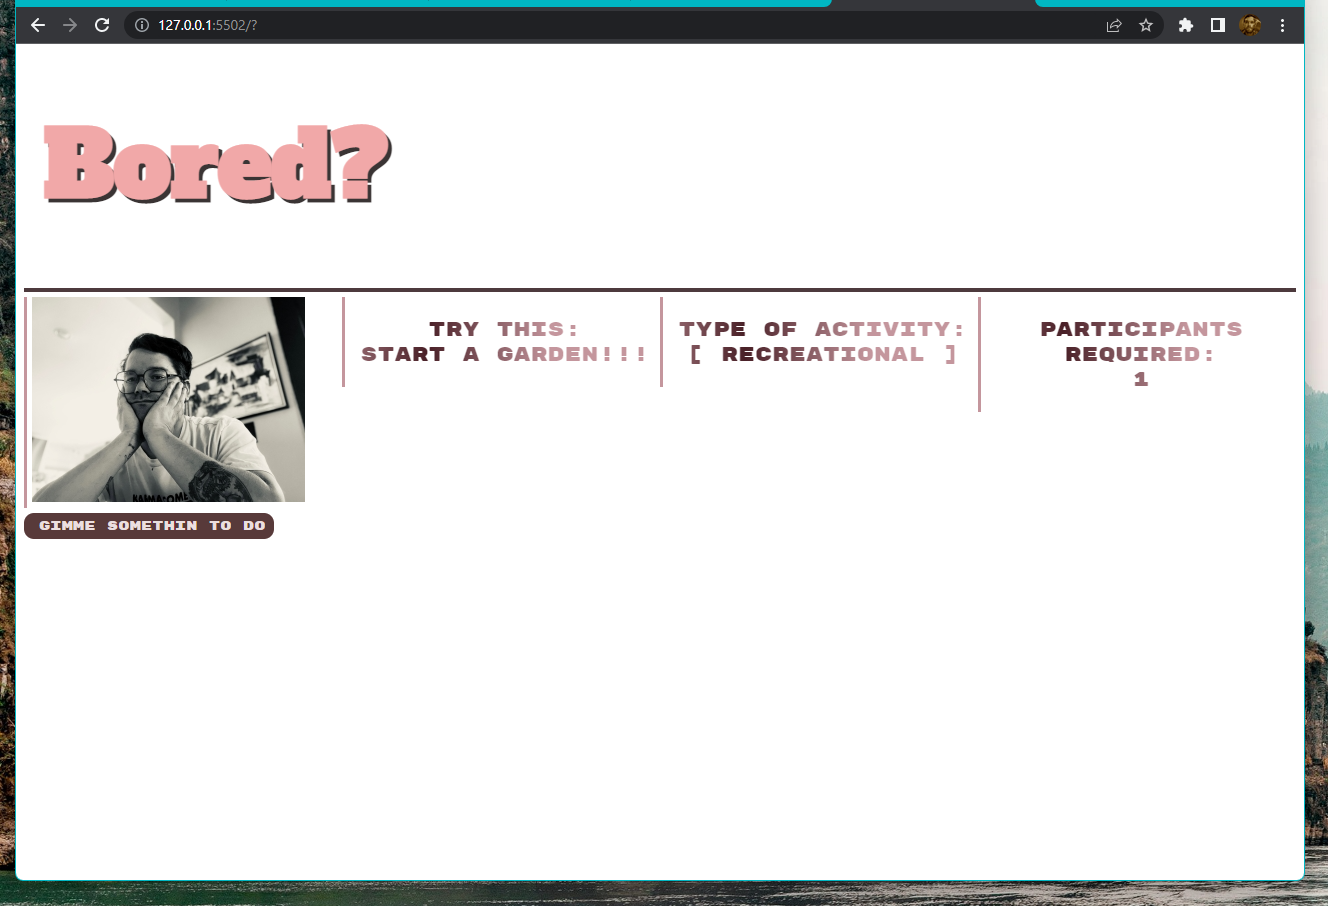 127.0.0.1:5502/?
Bored?
TRY THIS:
START A GARDEN!!!
TYPE OF ACTIVITY:
[ RECREATIONAL ]
PARTICIPANTS
REQUIRED:
1
GIMME SOMETHIN TO DO